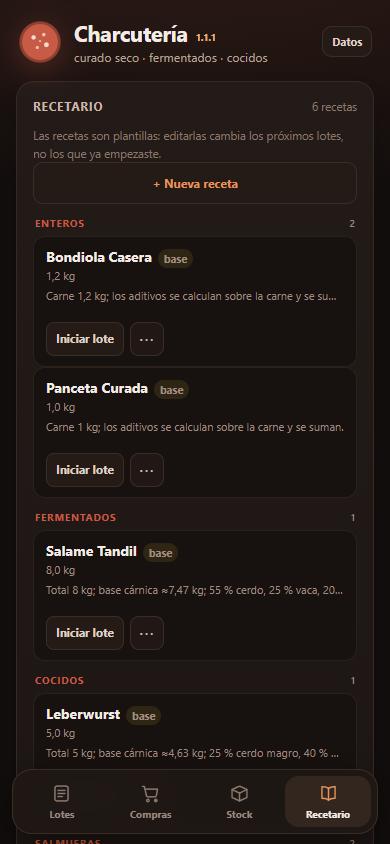 Charcutería 1.1.1
curado seco · fermentados · cocidos
Datos
RECETARIO
6 recetas
Las recetas son plantillas: editarlas cambia los próximos lotes,
no los que ya empezaste.
+ Nueva receta
ENTEROS
2
Bondiola Casera base
1,2 kg
Carne 1,2 kg; los aditivos se calculan sobre la carne y se su...
Iniciar lote
...
Panceta Curada base
1,0 kg
Carne 1 kg; los aditivos se calculan sobre la carne y se suman.
Iniciar lote
...
FERMENTADOS
1
Salame Tandil base
8,0 kg
Total 8 kg; base cárnica ≈7,47 kg; 55 % cerdo, 25 % vaca, 20...
Iniciar lote
...
COCIDOS
1
Leberwurst base
5,0 kg
Total 5 kg; base cárnica ≈4,63 kg; 25 % cerdo magro, 40 % ...
Lotes
Compras
Stock
Recetario
SALMUERAS
2